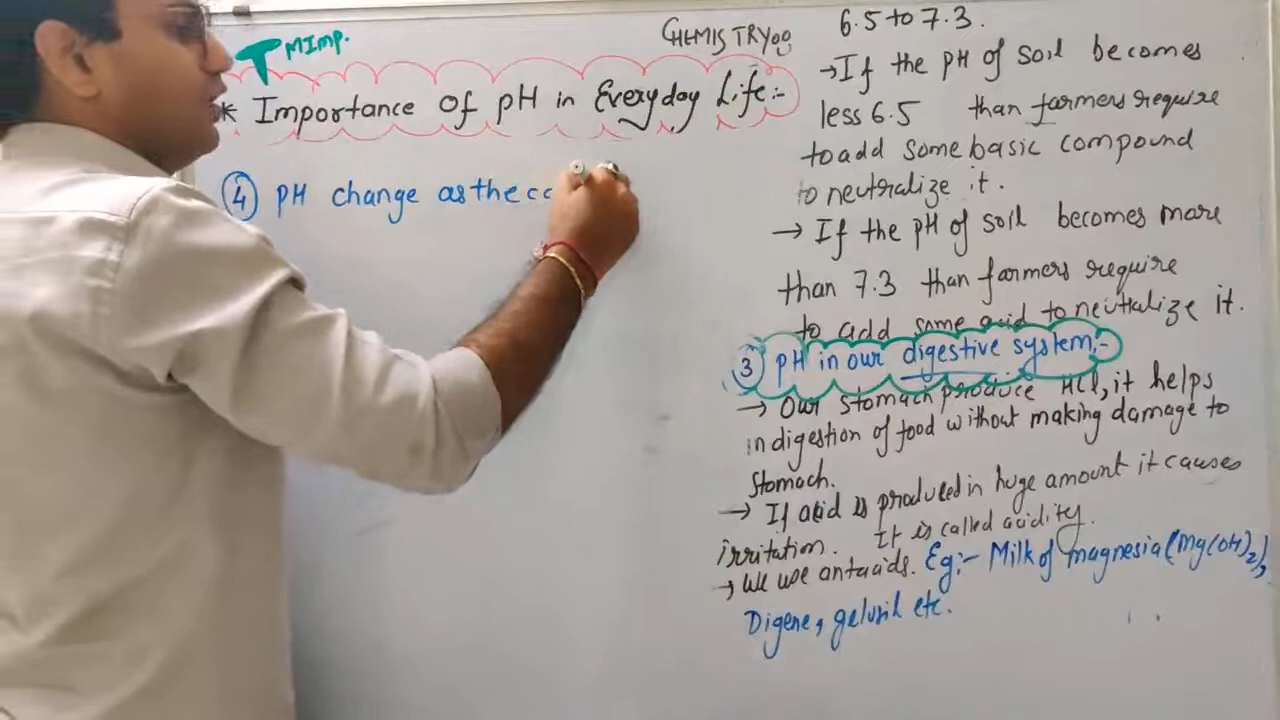 MImp.
CHEMISTRY
* Importance Of pH in Everyday Life:-
④ PH change as the
6.5 to 7.3.
→ If the pH of soil becomes
less 6.5 than farmers require
to add some basic compound
to neutralize it.
→ If the pH of soil becomes more
than 7.3 than farmers require
to add some acid to neutralize it.
③ pH in our digestive system:-
→ Our stomach produce HCl, it helps
in digestion of food without making damage to
stomach.
→ If acid is produced in huge amount it causes
irritation. It is called acidity.
→ We use antacids. Eg:- Milk of magnesia (Mg(OH)2),
Digene, gelusil etc.